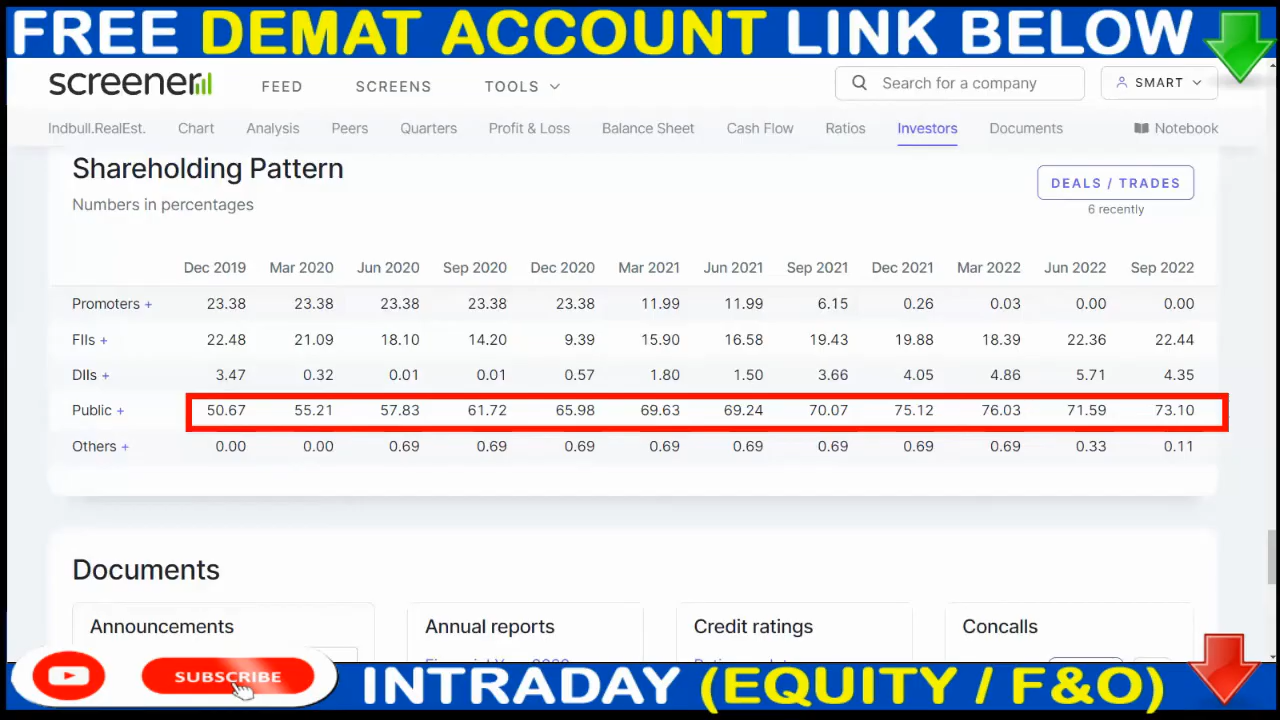 FREE DEMAT ACCOUNT LINK BELOW
screener FEED SCREENS TOOLS Search for a company SMART
Indbull.RealEst. Chart Analysis Peers Quarters Profit & Loss Balance Sheet Cash Flow Ratios Investors Documents Notebook
Shareholding Pattern
DEALS / TRADES
Numbers in percentages
6 recently
Dec 2019 Mar 2020 Jun 2020 Sep 2020 Dec 2020 Mar 2021 Jun 2021 Sep 2021 Dec 2021 Mar 2022 Jun 2022 Sep 2022
Promoters + 23.38 23.38 23.38 23.38 23.38 11.99 11.99 6.15 0.26 0.03 0.00 0.00
FIIs + 22.48 21.09 18.10 14.20 9.39 15.90 16.58 19.43 19.88 18.39 22.36 22.44
DIIs + 3.47 0.32 0.01 0.01 0.57 1.80 1.50 3.66 4.05 4.86 5.71 4.35
Public + 50.67 55.21 57.83 61.72 65.98 69.63 69.24 70.07 75.12 76.03 71.59 73.10
Others + 0.00 0.00 0.69 0.69 0.69 0.69 0.69 0.69 0.69 0.69 0.33 0.11
Documents
Announcements Annual reports Credit ratings Concalls
SUBSCRIBE
INTRADAY (EQUITY / F&O)